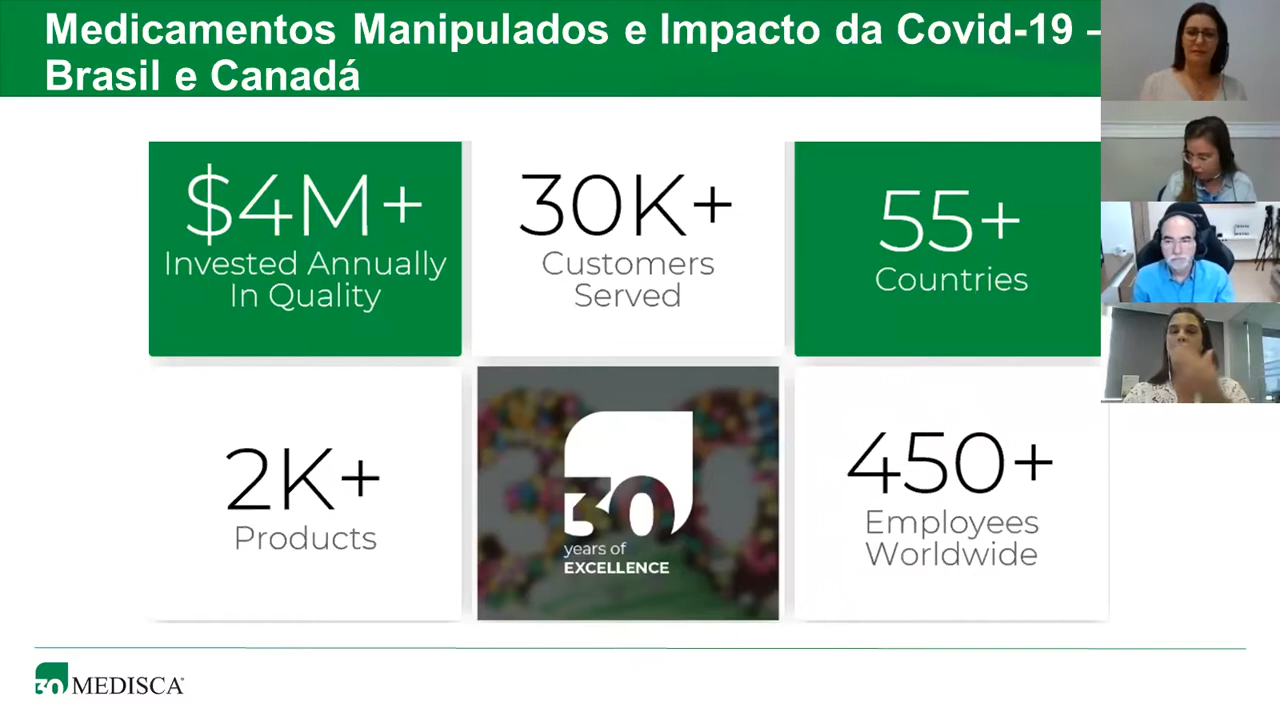 Medicamentos Manipulados e Impacto da Covid-19 –
Brasil e Canadá
$4M+
Invested Annually
In Quality
30K+
Customers
Served
55+
Countries
2K+
Products
30
years of
EXCELLENCE
450+
Employees
Worldwide
30 MEDISCA®